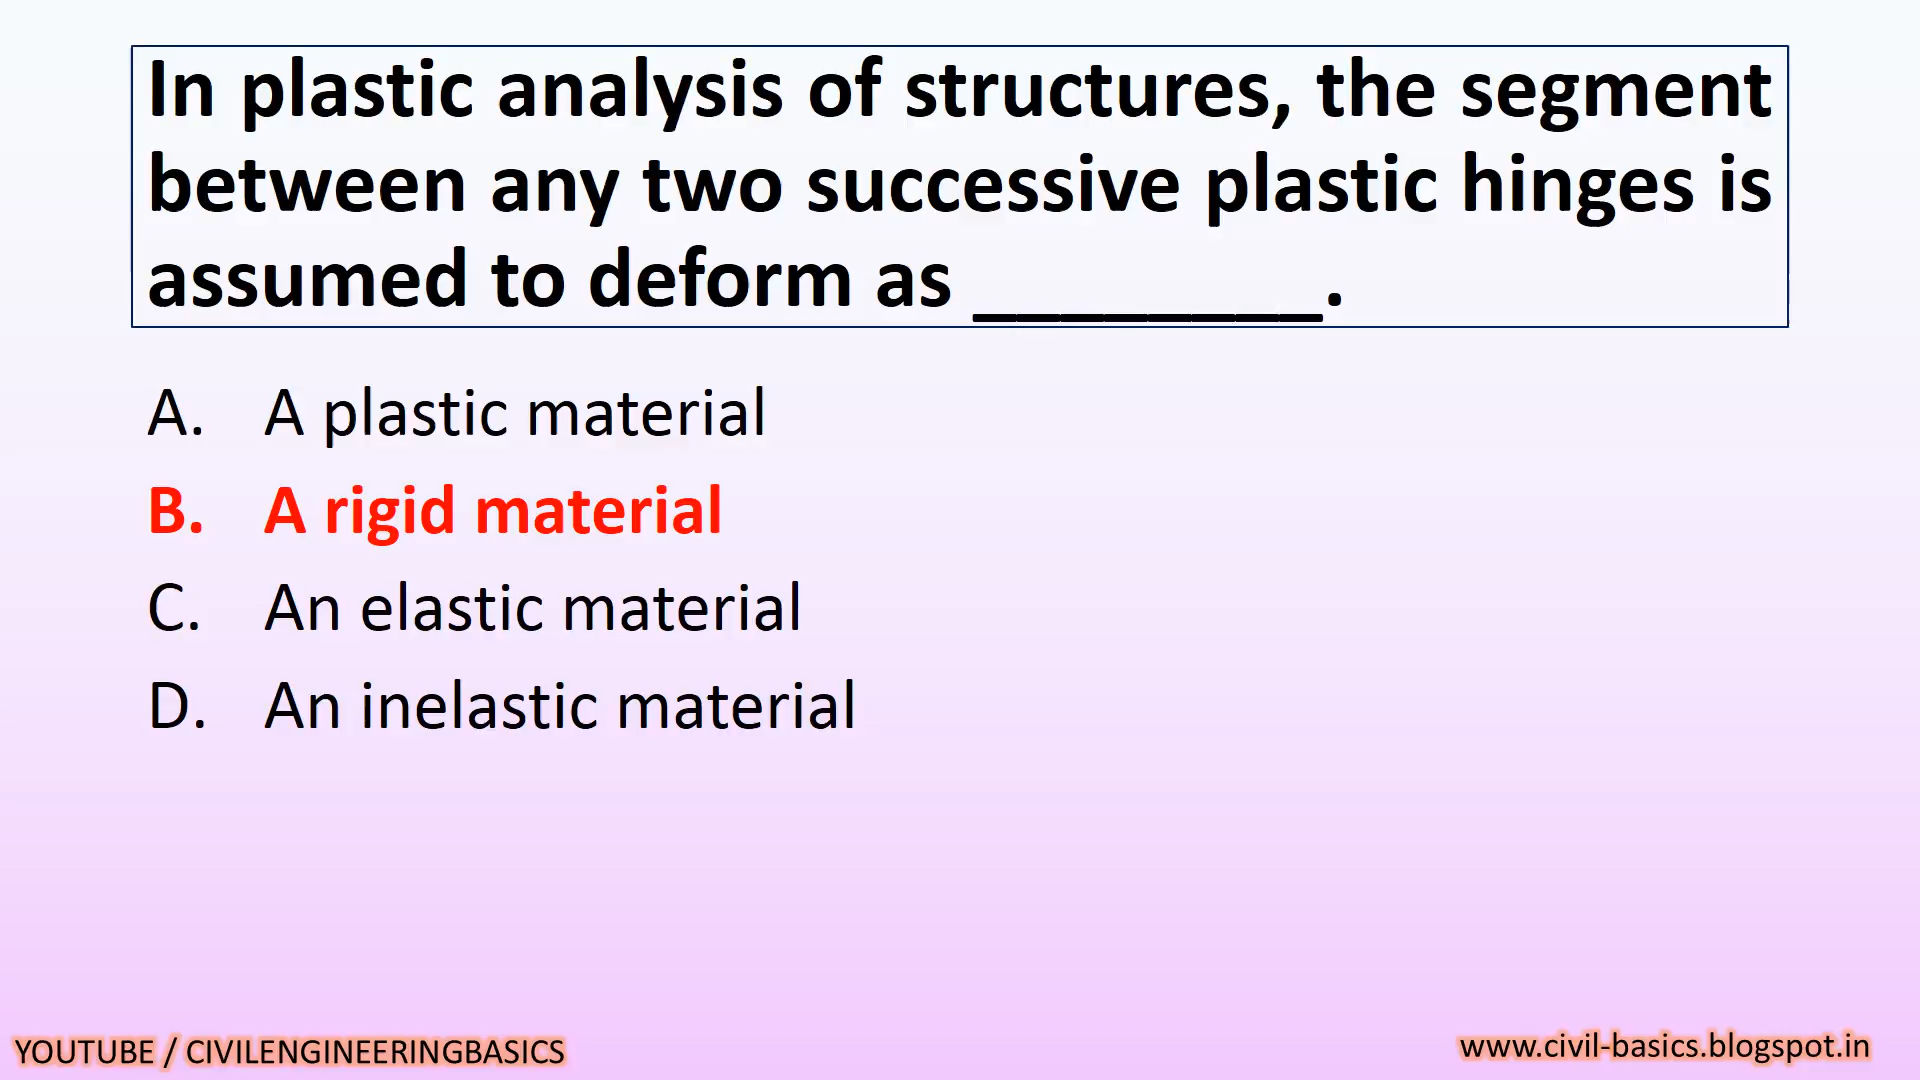 In plastic analysis of structures, the segment
between any two successive plastic hinges is
assumed to deform as ________.
A. A plastic material
B. A rigid material
C. An elastic material
D. An inelastic material
YOUTUBE / CIVILENGINEERINGBASICS
www.civil-basics.blogspot.in